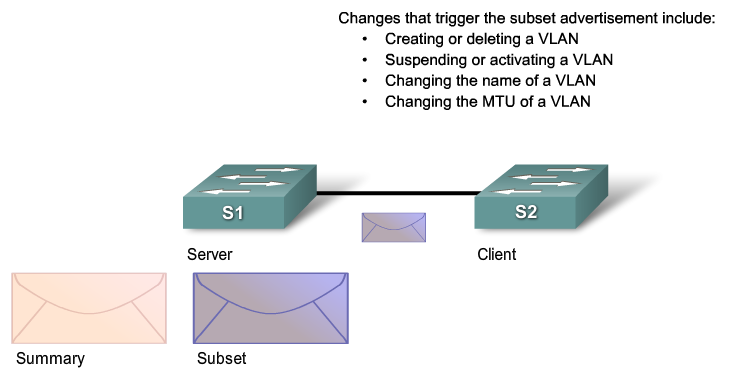 Changes that trigger the subset advertisement include:
• Creating or deleting a VLAN
• Suspending or activating a VLAN
• Changing the name of a VLAN
• Changing the MTU of a VLAN
S1
S2
Server
Client
Summary
Subset